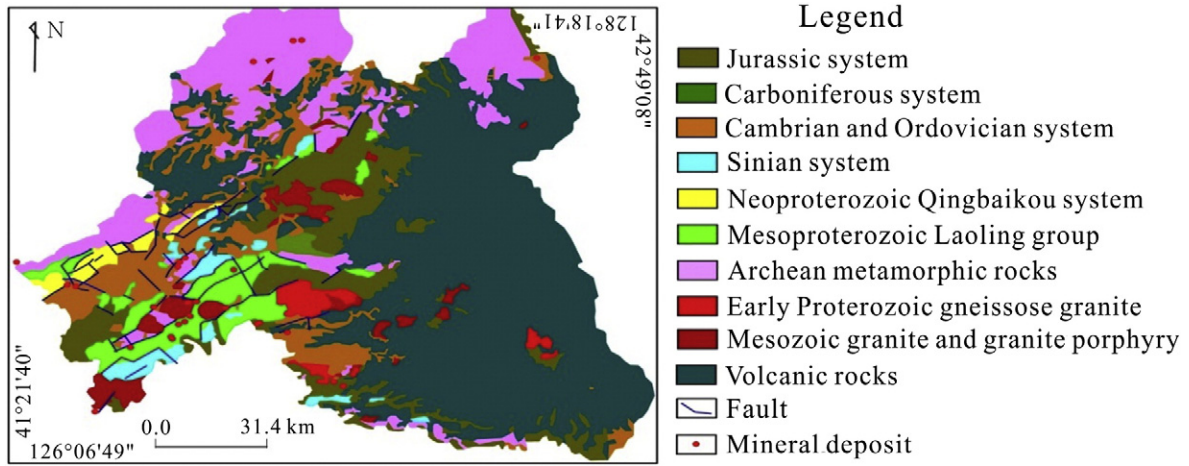 N
128°18′41″
42°49′08″
41°21′40″
126°06′49″
0.0 31.4 km
Legend
Jurassic system
Carboniferous system
Cambrian and Ordovician system
Sinian system
Neoproterozoic Qingbaikou system
Mesoproterozoic Laoling group
Archean metamorphic rocks
Early Proterozoic gneissose granite
Mesozoic granite and granite porphyry
Volcanic rocks
Fault
Mineral deposit